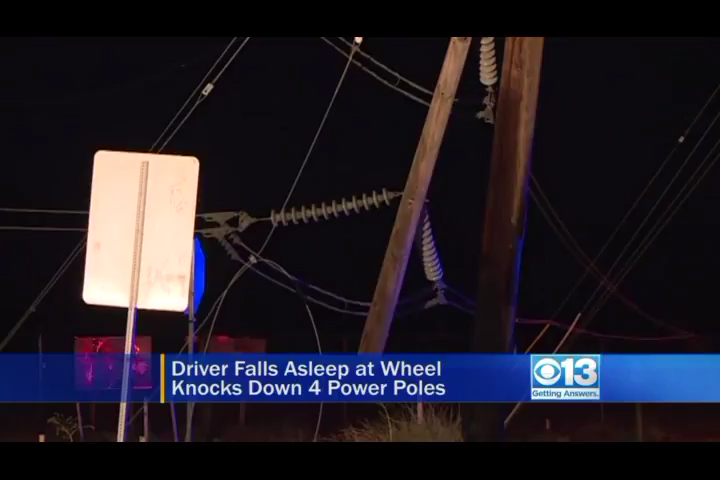 Driver Falls Asleep at Wheel
Knocks Down 4 Power Poles
CBS 13
Getting Answers.